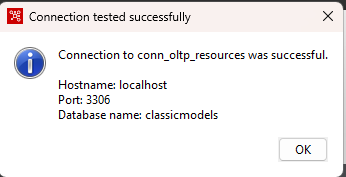 Connection tested successfully
Connection to conn_oltp_resources was successful.
Hostname: localhost
Port: 3306
Database name: classicmodels
OK